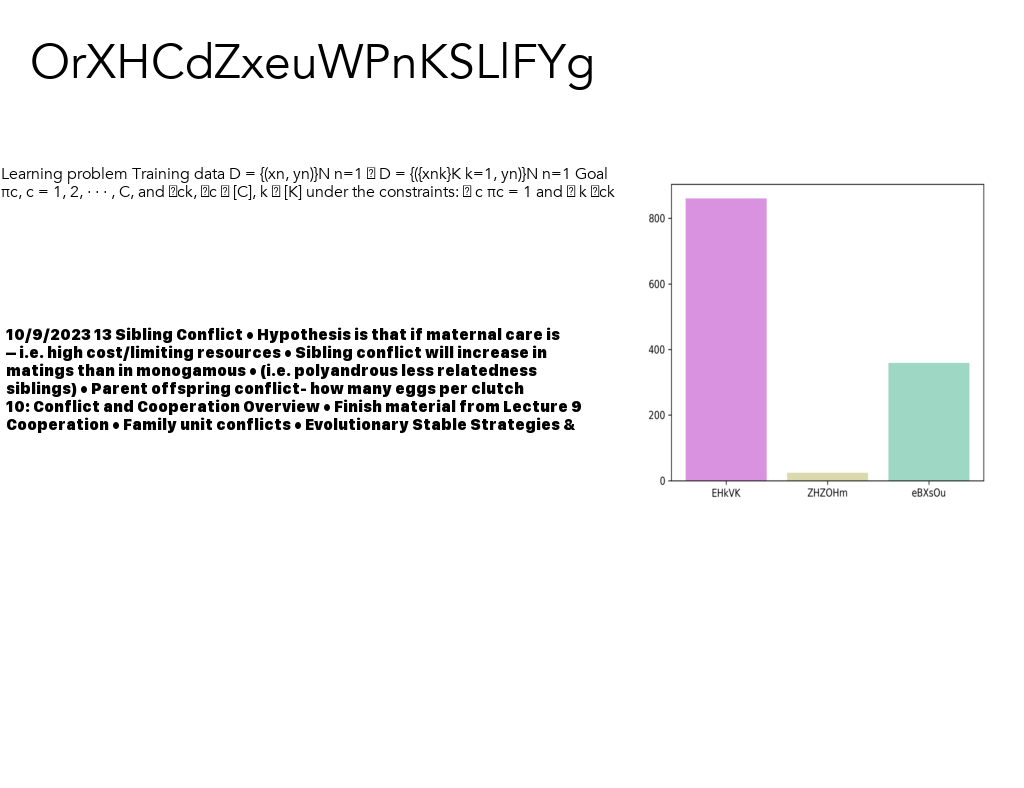 OrXHCdZxeuWPnKSLlFYg
Learning problem Training data D = {(xn, yn)}N n=1 D = {({xnk}K k=1, yn)}N n=1 Goal
πc, c = 1, 2, · · · , C, and ck, c [C], k [K] under the constraints: c πc = 1 and k ck
10/9/2023 13 Sibling Conflict • Hypothesis is that if maternal care is
– i.e. high cost/limiting resources • Sibling conflict will increase in
matings than in monogamous • (i.e. polyandrous less relatedness
siblings) • Parent offspring conflict- how many eggs per clutch
10: Conflict and Cooperation Overview • Finish material from Lecture 9
Cooperation • Family unit conflicts • Evolutionary Stable Strategies &
800
600
400
200
0
EHkVK ZHZOHm eBXsOu